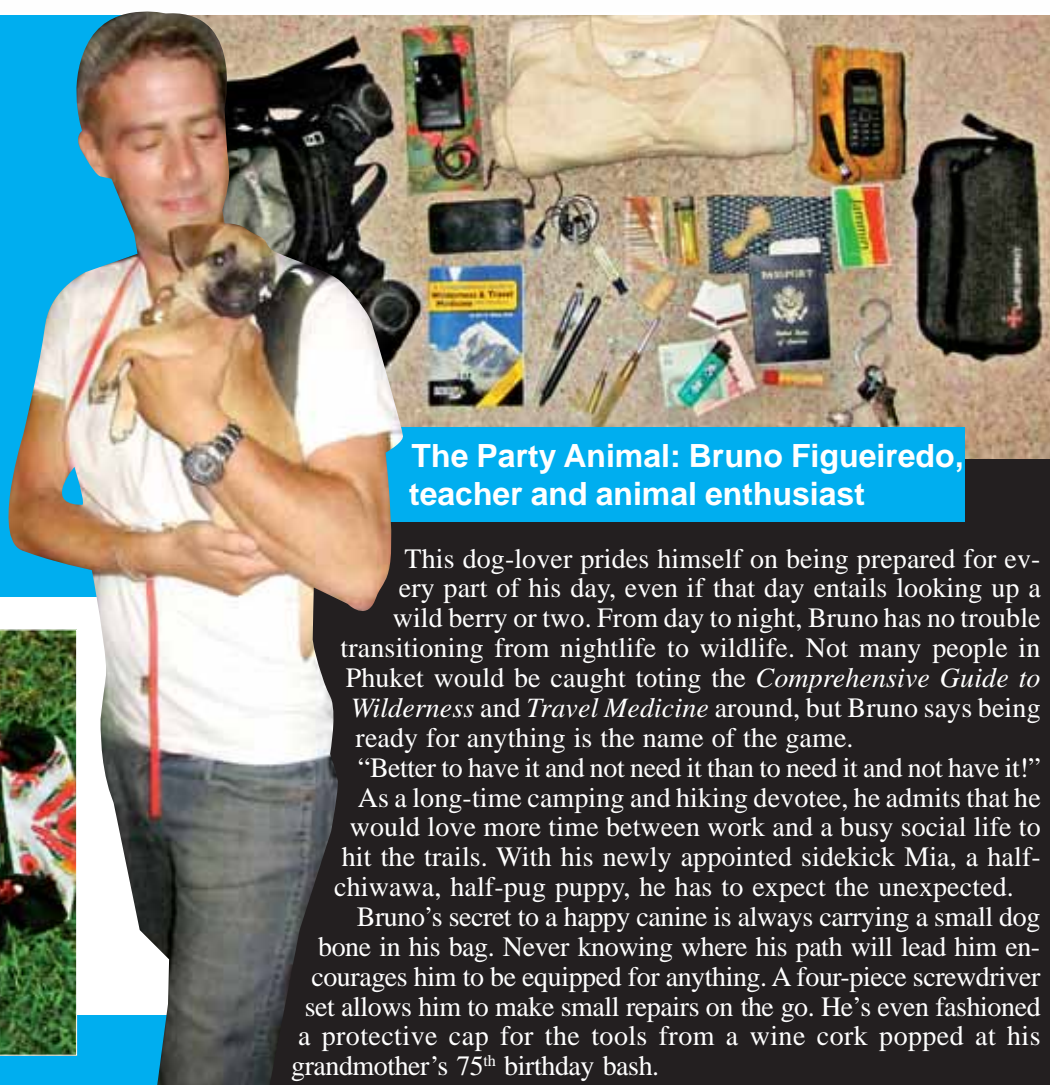 Wilderness & Travel
Medicine
Jammin
PASSPORT
United States
of America
LIFESYSTEMS
The Party Animal: Bruno Figueiredo,
teacher and animal enthusiast
This dog-lover prides himself on being prepared for ev-
ery part of his day, even if that day entails looking up a
wild berry or two. From day to night, Bruno has no trouble
transitioning from nightlife to wildlife. Not many people in
Phuket would be caught toting the Comprehensive Guide to
Wilderness and Travel Medicine around, but Bruno says being
ready for anything is the name of the game.
“Better to have it and not need it than to need it and not have it!”
As a long-time camping and hiking devotee, he admits that he
would love more time between work and a busy social life to
hit the trails. With his newly appointed sidekick Mia, a half-
chiwawa, half-pug puppy, he has to expect the unexpected.
Bruno’s secret to a happy canine is always carrying a small dog
bone in his bag. Never knowing where his path will lead him en-
courages him to be equipped for anything. A four-piece screwdriver
set allows him to make small repairs on the go. He’s even fashioned
a protective cap for the tools from a wine cork popped at his
grandmother’s 75th birthday bash.